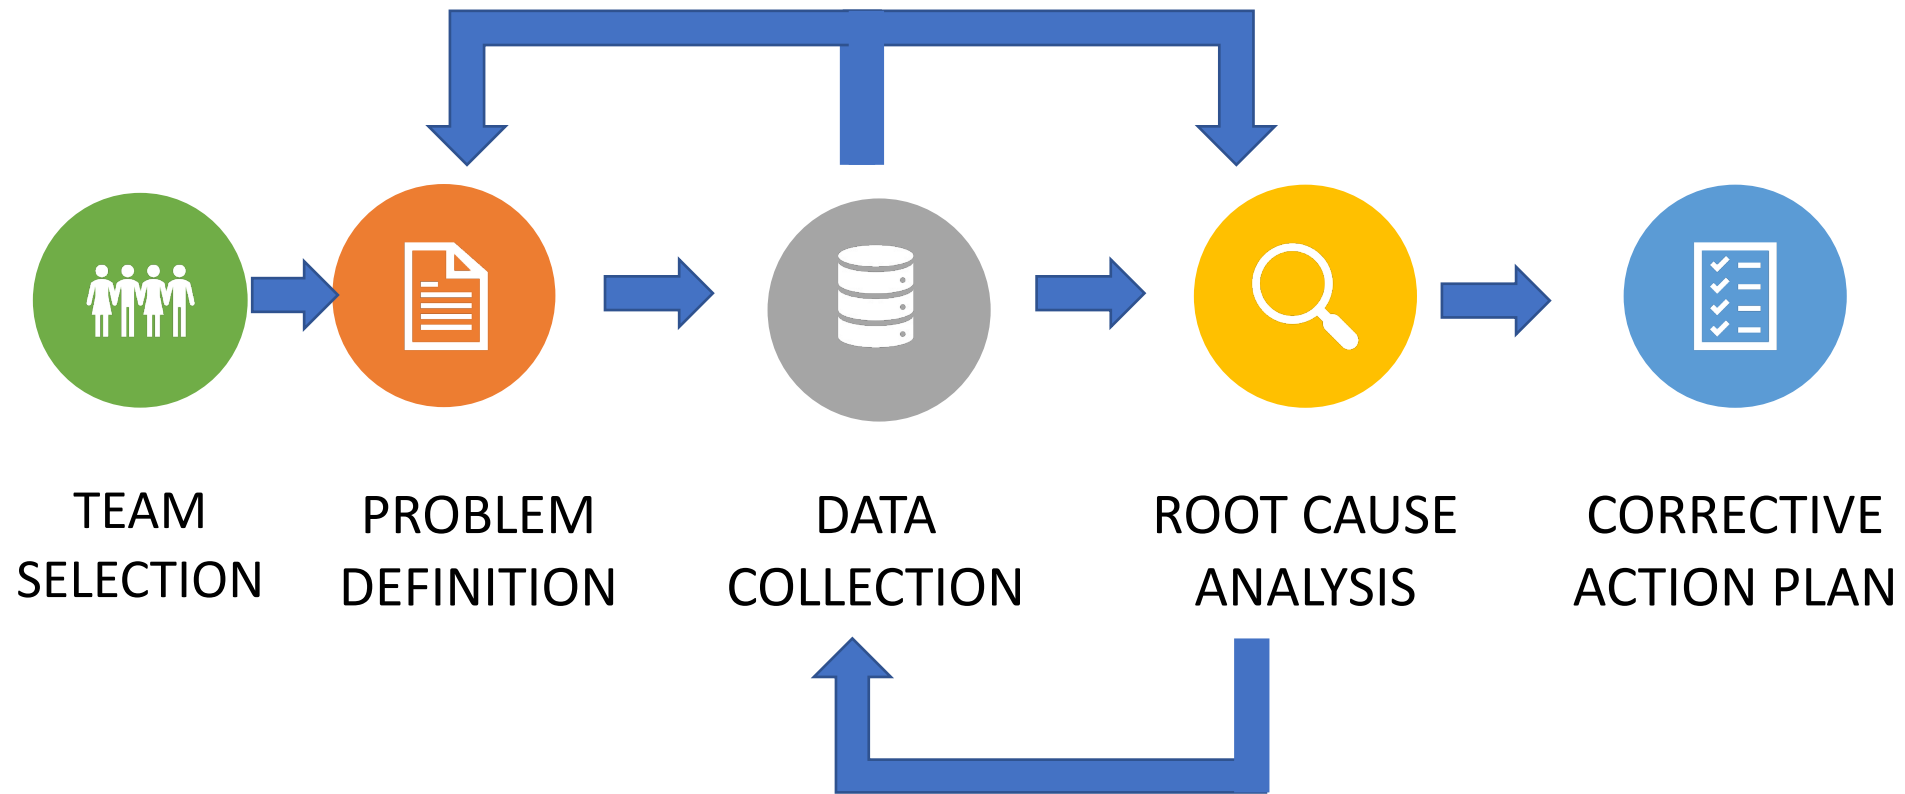 TEAM
SELECTION
PROBLEM
DEFINITION
DATA
COLLECTION
ROOT CAUSE
ANALYSIS
CORRECTIVE
ACTION PLAN